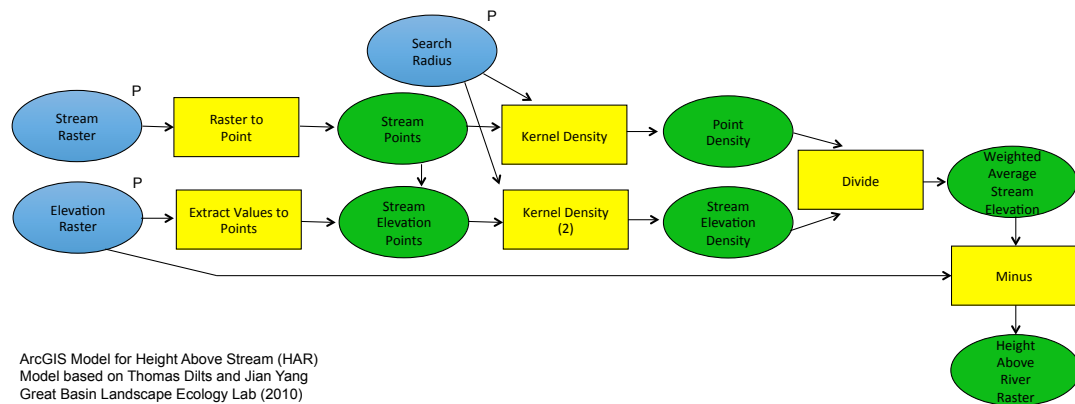 P
Search
Radius
P
Stream
Raster
Raster to
Point
Stream
Points
Kernel Density
Point
Density
P
Elevation
Raster
Extract Values to
Points
Stream
Elevation
Points
Kernel Density
(2)
Stream
Elevation
Density
Divide
Weighted
Average
Stream
Elevation
Minus
Height
Above
River
Raster
ArcGIS Model for Height Above Stream (HAR)
Model based on Thomas Dilts and Jian Yang
Great Basin Landscape Ecology Lab (2010)